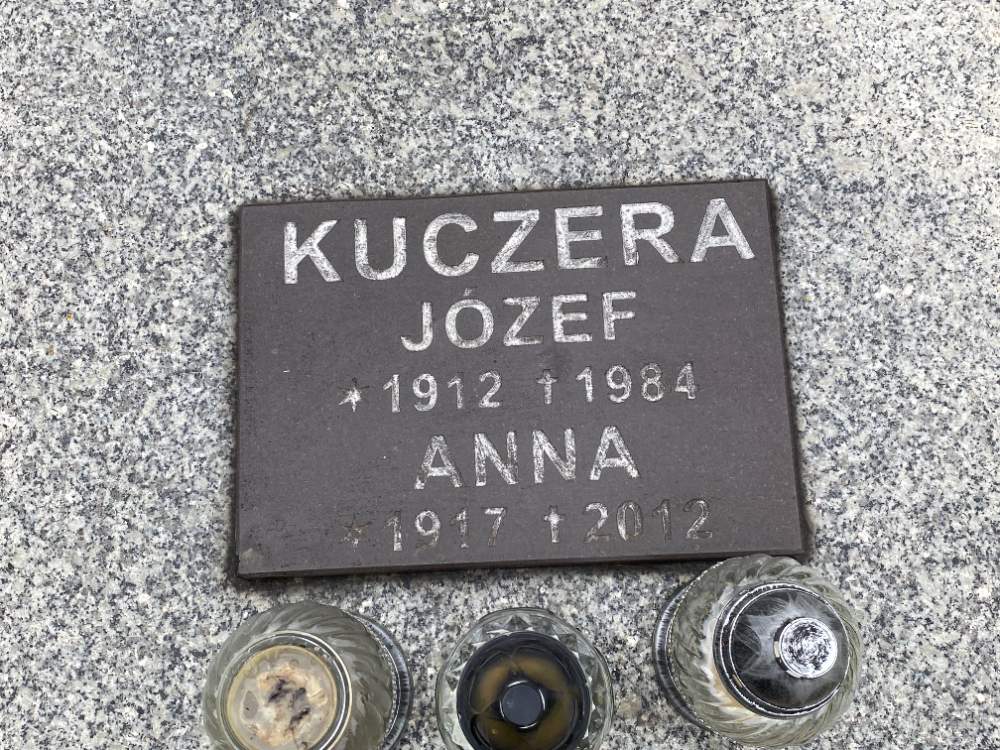 KUCZERA
JÓZEF
* 1912 † 1984
ANNA
* 1917 † 2012